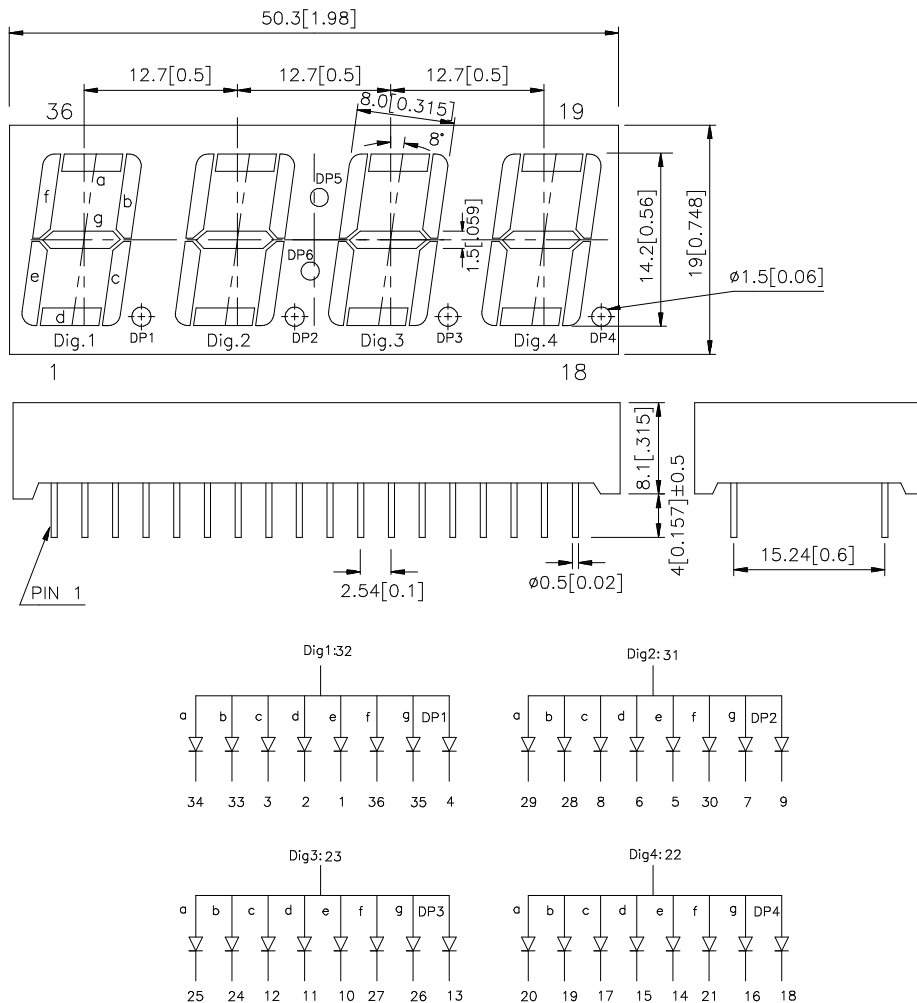 50.3[1.98]
12.7[0.5] 12.7[0.5] 12.7[0.5]
8.0[0.315]
36 19
8°
a DP5
f b
g
1.5[.059]
14.2[0.56]
19[0.748]
DP6
e c
ø1.5[0.06]
d
Dig.1 DP1 Dig.2 DP2 Dig.3 DP3 Dig.4 DP4
1 18
8.1[.315]
4[0.157]±0.5
15.24[0.6]
PIN 1
2.54[0.1]
ø0.5[0.02]
Dig1:32
a b c d e f g DP1
34 33 3 2 1 36 35 4
Dig2:31
a b c d e f g DP2
29 28 8 6 5 30 7 9
Dig3:23
a b c d e f g DP3
25 24 12 11 10 27 26 13
Dig4:22
a b c d e f g DP4
20 19 17 15 14 21 16 18